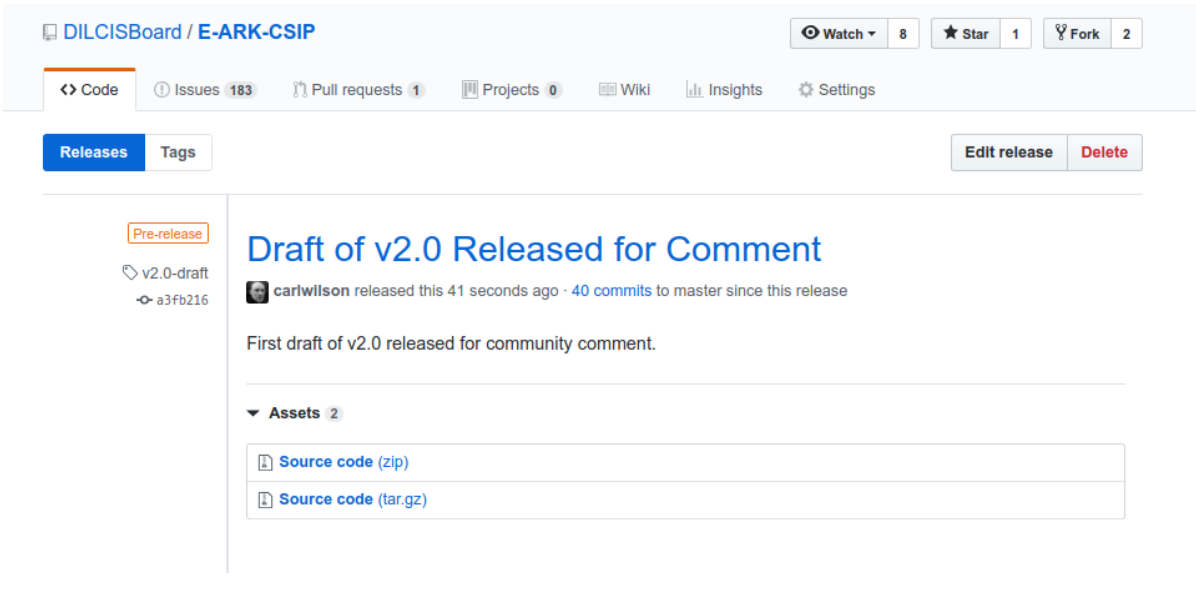 DILCISBoard / E-ARK-CSIP
Watch 8 Star 1 Fork 2
Code Issues 183 Pull requests 1 Projects 0 Wiki Insights Settings
Releases Tags Edit release Delete
Pre-release
v2.0-draft
a3fb216
Draft of v2.0 Released for Comment
carlwilson released this 41 seconds ago · 40 commits to master since this release
First draft of v2.0 released for community comment.
Assets 2
Source code (zip)
Source code (tar.gz)